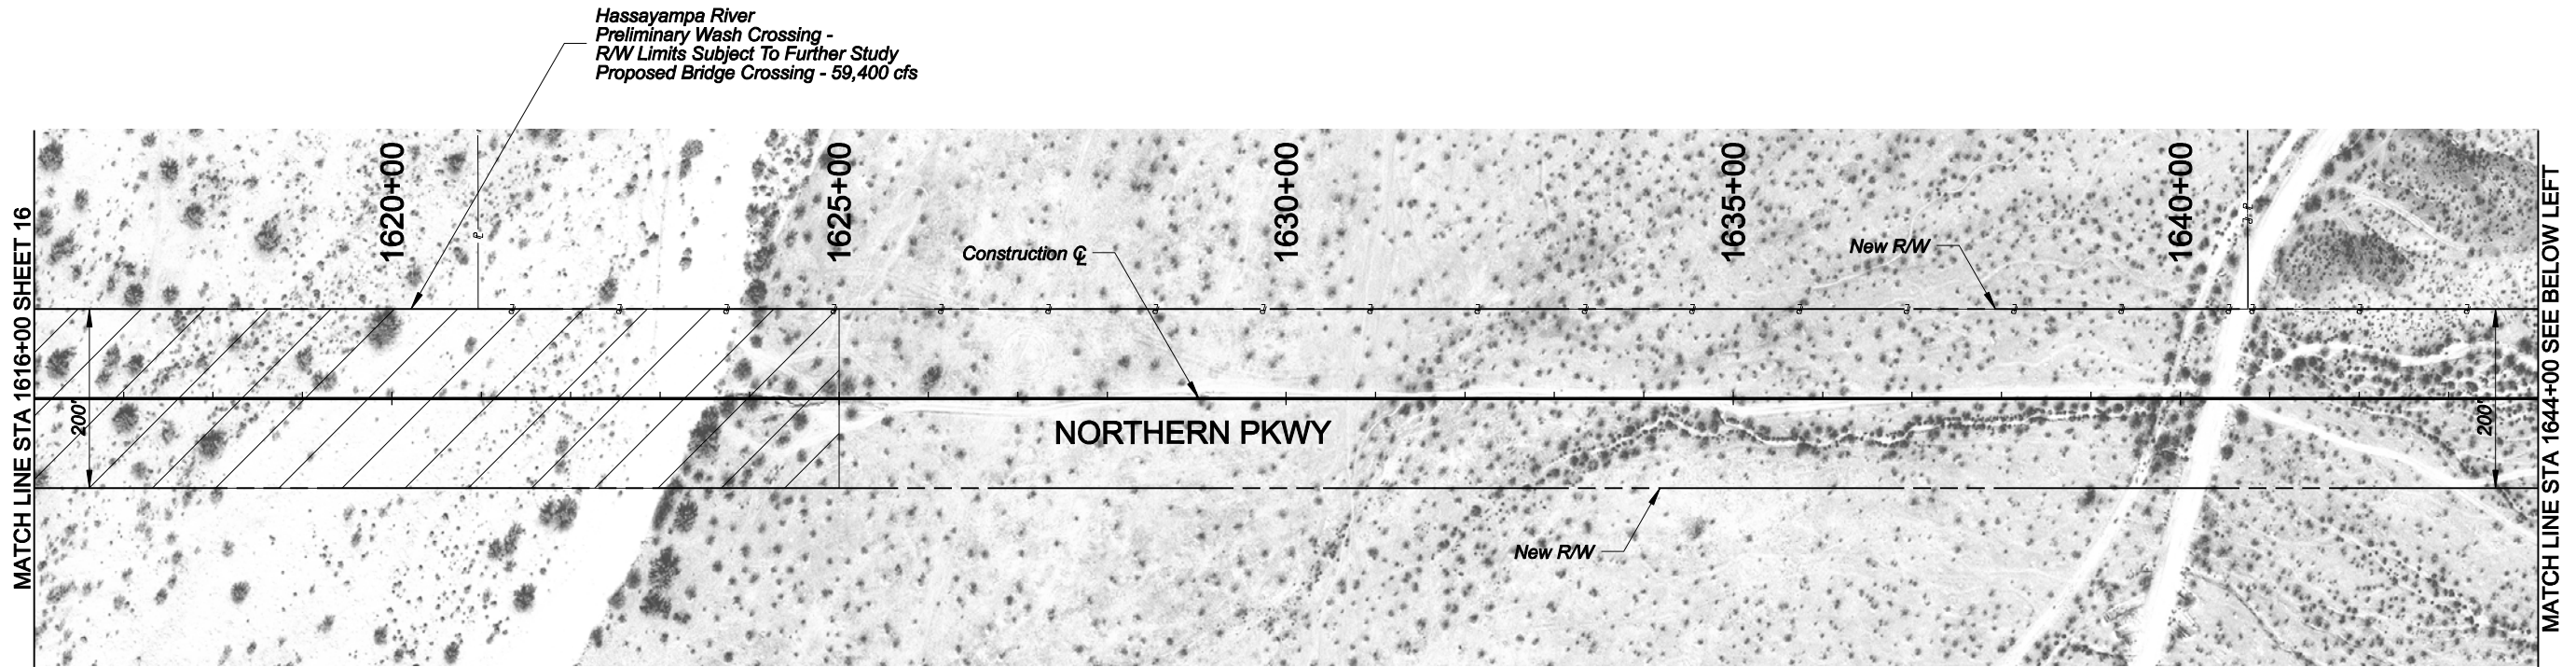 Hassayampa River
Preliminary Wash Crossing -
R/W Limits Subject To Further Study
Proposed Bridge Crossing - 59,400 cfs
MATCH LINE STA 1616+00 SHEET 16
1620+00
1625+00
1630+00
1635+00
1640+00
Construction ℄
New R/W
200'
NORTHERN PKWY
200'
New R/W
MATCH LINE STA 1644+00 SEE BELOW LEFT